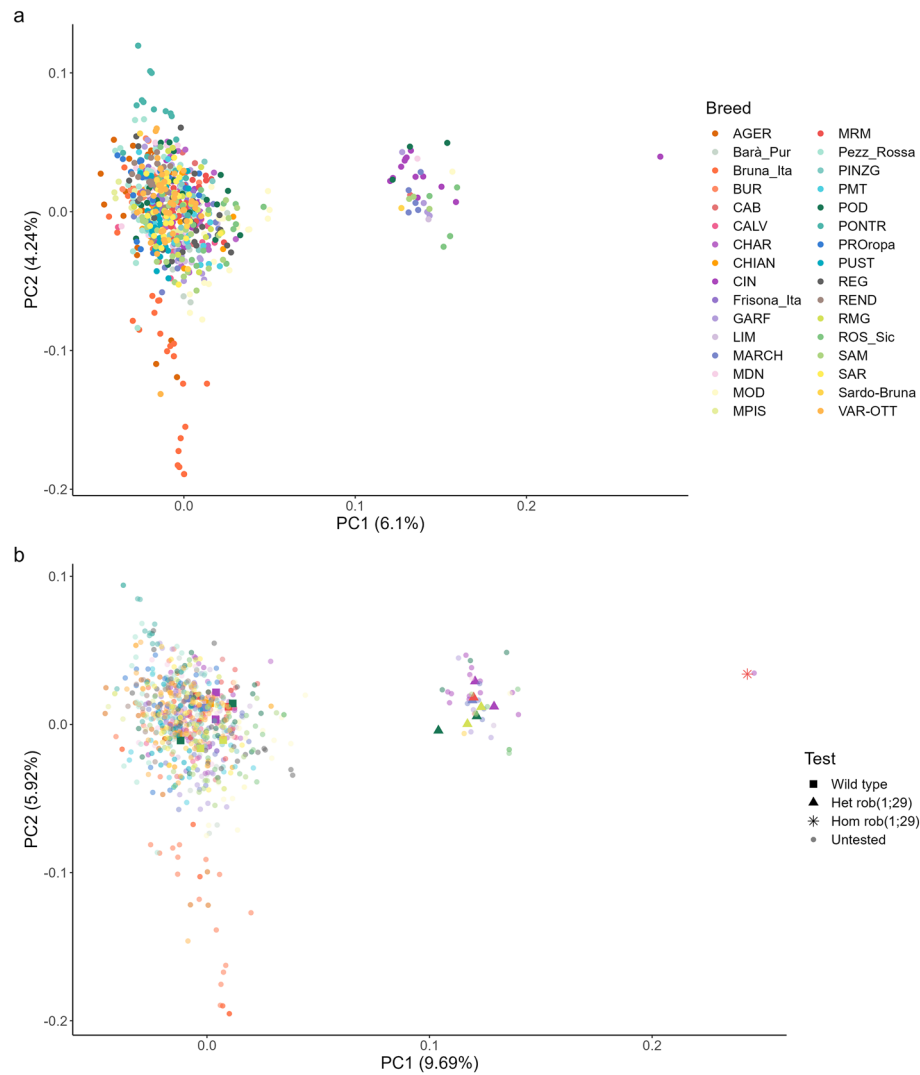 a
0.1
0.0
-0.1
-0.2
PC2 (4.24%)
0.0 0.1 0.2
PC1 (6.1%)
Breed
AGER MRM
Barà_Pur Pezz_Rossa
Bruna_Ita PINZG
BUR PMT
CAB POD
CALV PONTR
CHAR PROropa
CHIAN PUST
CIN REG
Frisona_Ita REND
GARF RMG
LIM ROS_Sic
MARCH SAM
MDN SAR
MOD Sardo-Bruna
MPIS VAR-OTT
b
0.1
0.0
-0.1
-0.2
PC2 (5.92%)
0.0 0.1 0.2
PC1 (9.69%)
Test
Wild type
Het rob(1;29)
Hom rob(1;29)
Untested